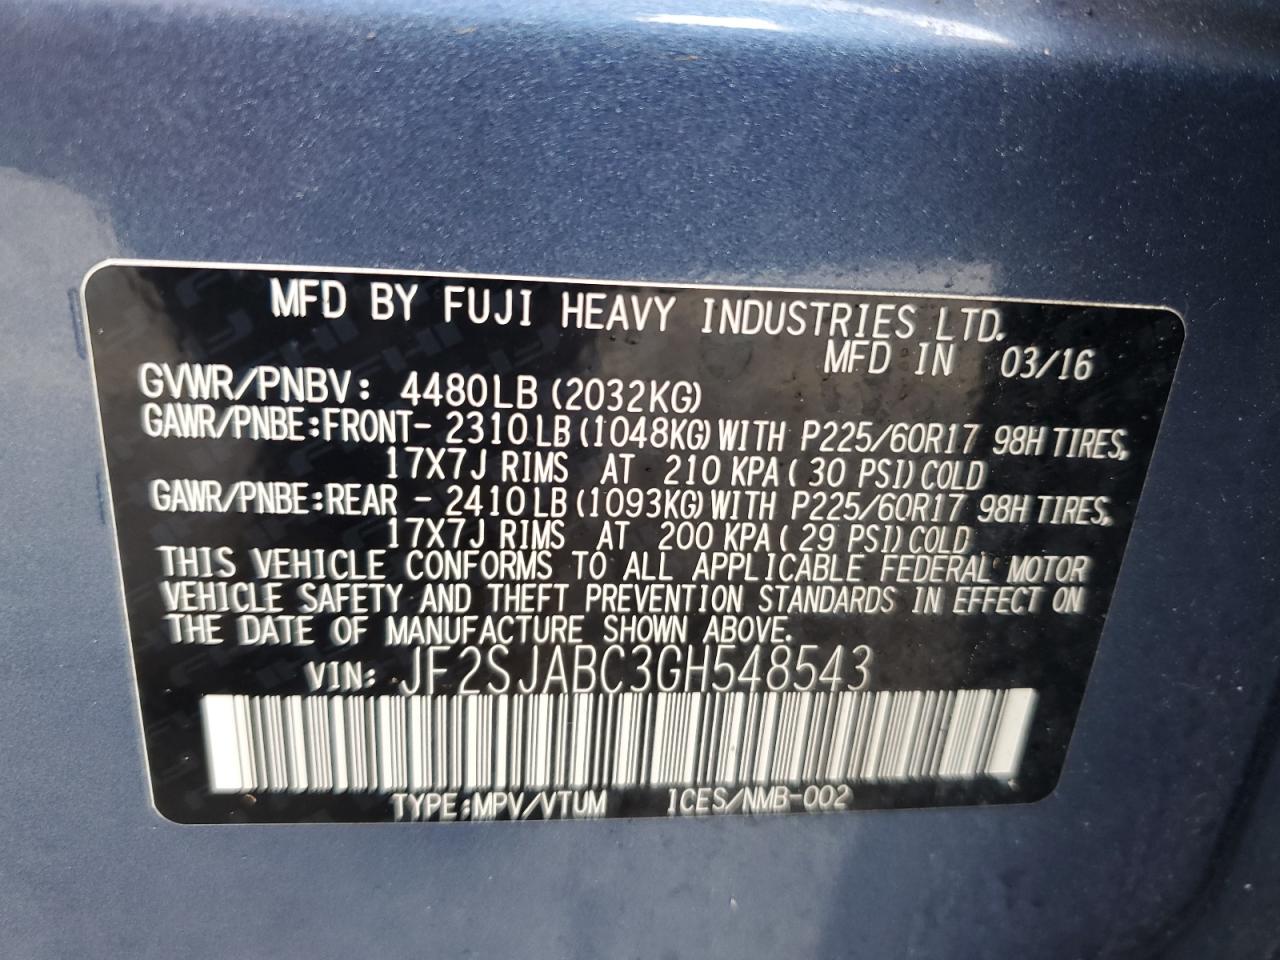 MFD BY FUJI HEAVY INDUSTRIES LTD.
MFD IN 03/16
GVWR/PNBV: 4480LB (2032KG)
GAWR/PNBE:FRONT- 2310LB (1048KG) WITH P225/60R17 98H TIRES,
17X7J RIMS AT 210 KPA ( 30 PSI) COLD
GAWR/PNBE:REAR - 2410LB (1093KG) WITH P225/60R17 98H TIRES,
17X7J RIMS AT 200 KPA ( 29 PSI) COLD
THIS VEHICLE CONFORMS TO ALL APPLICABLE FEDERAL MOTOR
VEHICLE SAFETY AND THEFT PREVENTION STANDARDS IN EFFECT ON
THE DATE OF MANUFACTURE SHOWN ABOVE.
VIN: JF2SJABC3GH548543
TYPE:MPV/VTUM ICES/NMB-002